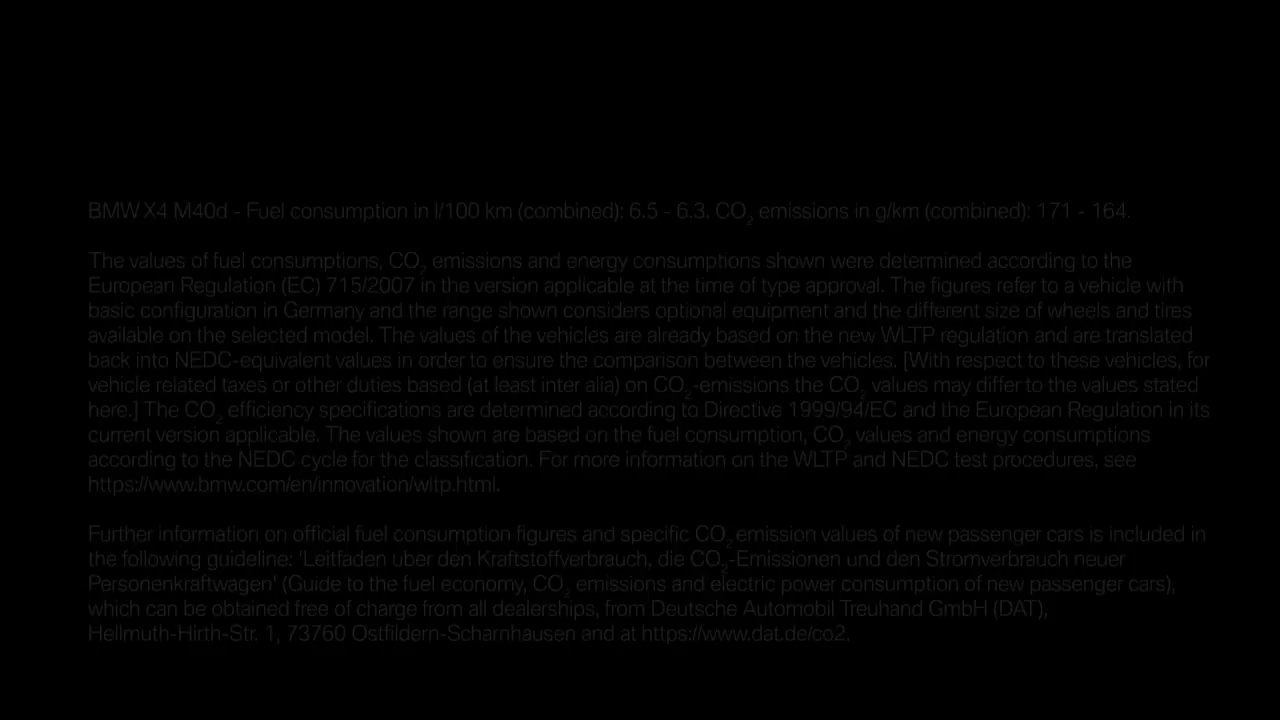 BMW X4 M40d - Fuel consumption in l/100 km (combined): 6.5 - 6.3. CO₂ emissions in g/km (combined): 171 - 164.
The values of fuel consumptions, CO₂ emissions and energy consumptions shown were determined according to the
European Regulation (EC) 715/2007 in the version applicable at the time of type approval. The figures refer to a vehicle with
basic configuration in Germany and the range shown considers optional equipment and the different size of wheels and tires
available on the selected model. The values of the vehicles are already based on the new WLTP regulation and are translated
back into NEDC-equivalent values in order to ensure the comparison between the vehicles. [With respect to these vehicles, for
vehicle related taxes or other duties based (at least inter alia) on CO₂-emissions the CO₂ values may differ to the values stated
here.] The CO₂ efficiency specifications are determined according to Directive 1999/94/EC and the European Regulation in its
current version applicable. The values shown are based on the fuel consumption, CO₂ values and energy consumptions
according to the NEDC cycle for the classification. For more information on the WLTP and NEDC test procedures, see
https://www.bmw.com/en/innovation/wltp.html.
Further information on official fuel consumption figures and specific CO₂ emission values of new passenger cars is included in
the following guideline: 'Leitfaden uber den Kraftstoffverbrauch, die CO₂-Emissionen und den Stromverbrauch neuer
Personenkraftwagen' (Guide to the fuel economy, CO₂ emissions and electric power consumption of new passenger cars),
which can be obtained free of charge from all dealerships, from Deutsche Automobil Treuhand GmbH (DAT),
Hellmuth-Hirth-Str. 1, 73760 Ostfildern-Scharnhausen and at https://www.dat.de/co2.